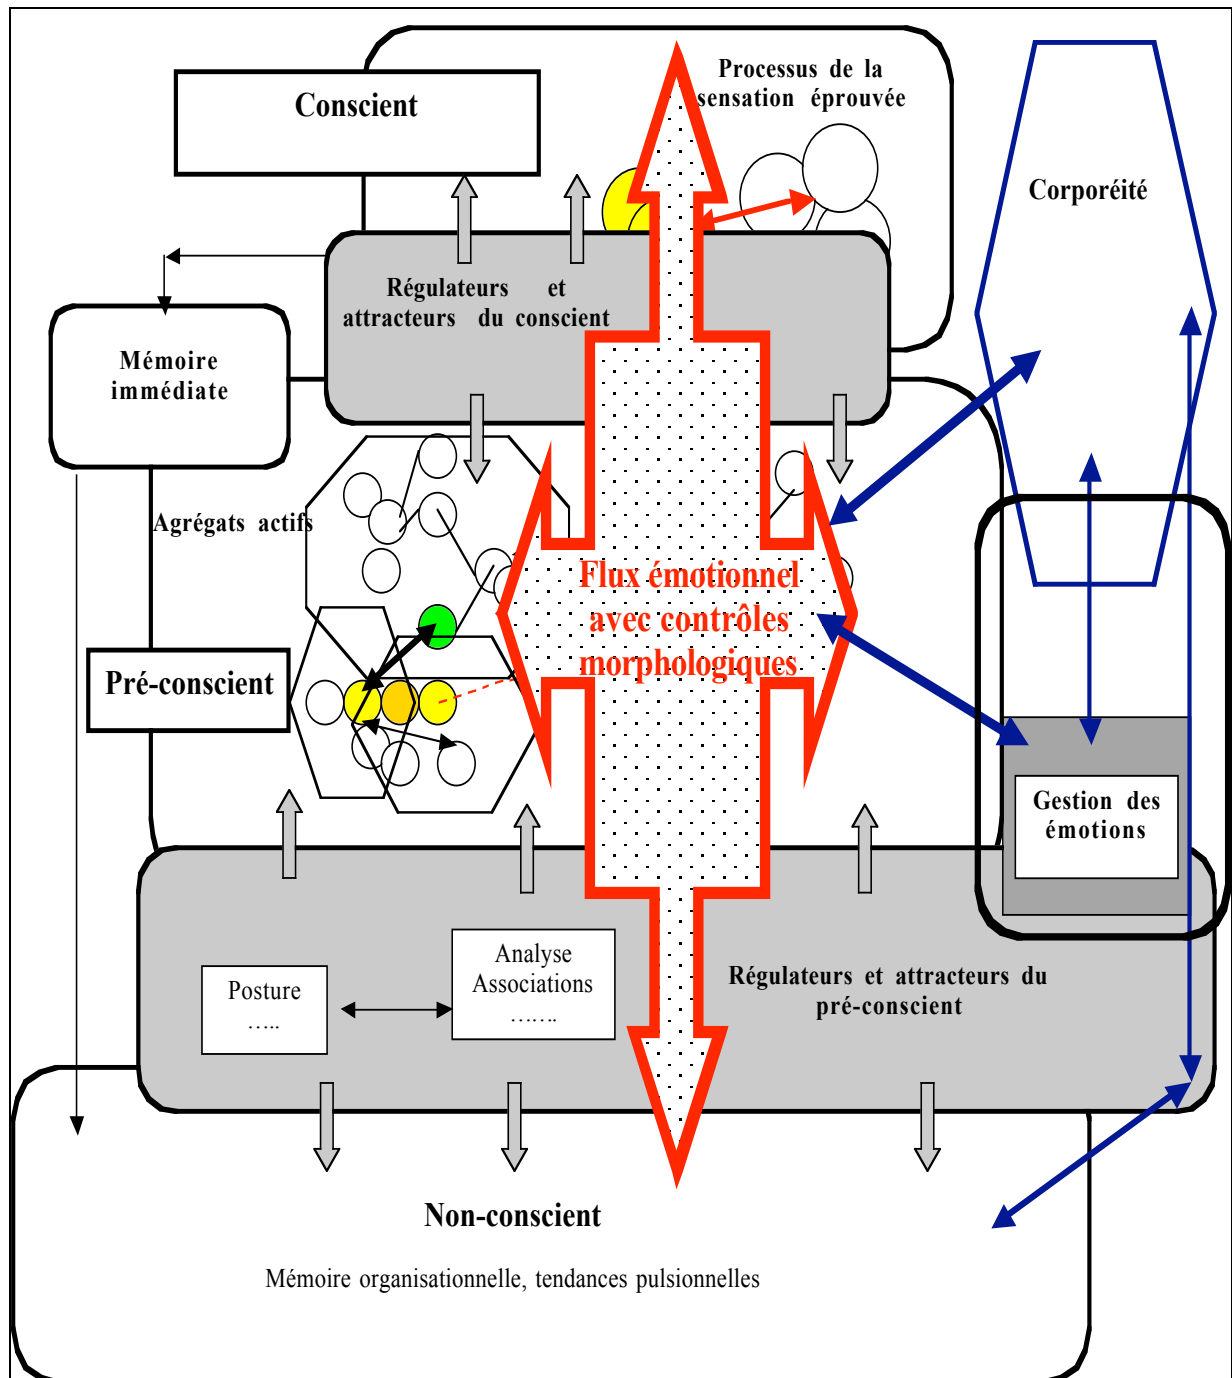 Processus de la
sensation éprouvée
Conscient
Corporéité
Régulateurs et
attracteurs du conscient
Mémoire
immédiate
Agrégats actifs
Flux émotionnel
avec contrôles
morphologiques
Pré-conscient
Gestion des
émotions
Analyse
Associations
…….
Posture
…..
Régulateurs et attracteurs du
pré-conscient
Non-conscient
Mémoire organisationnelle, tendances pulsionnelles